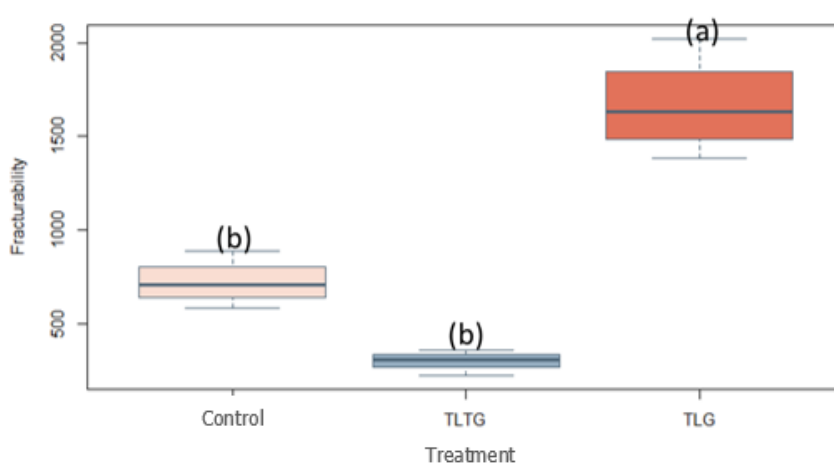 2000
1500
1000
500
Fracturability
(a)
(b)
(b)
Control
TLTG
TLG
Treatment